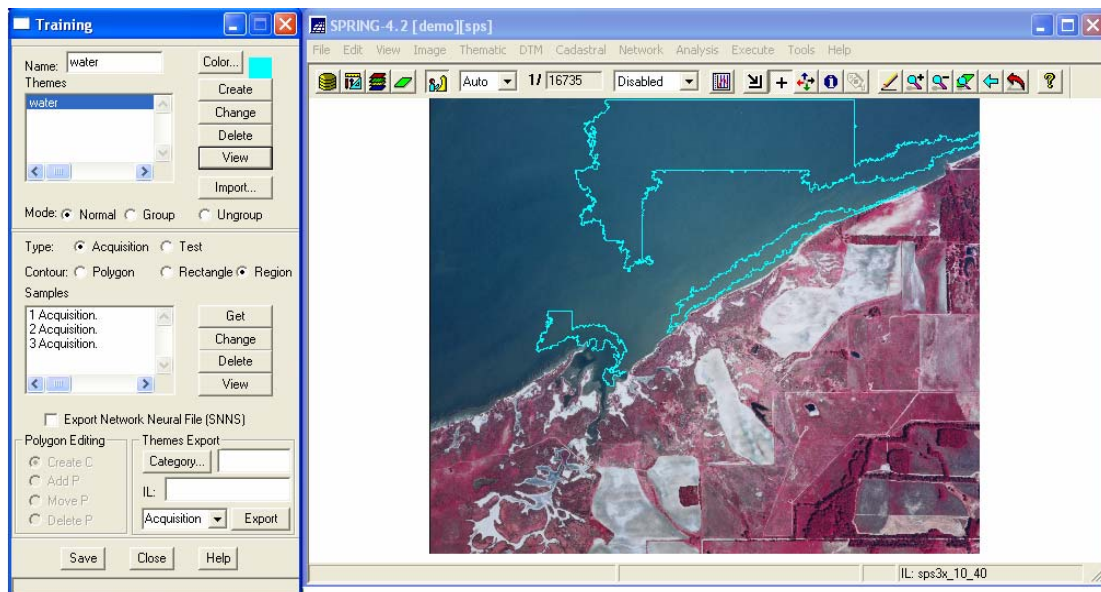 Training
Name: water
Color...
Themes
water
Create
Change
Delete
View
Import...
Mode: Normal Group Ungroup
Type: Acquisition Test
Contour: Polygon Rectangle Region
Samples
1 Acquisition.
2 Acquisition.
3 Acquisition.
Get
Change
Delete
View
Export Network Neural File (SNNS)
Polygon Editing
Create C
Add P
Move P
Delete P
Themes Export
Category...
IL:
Acquisition Export
Save Close Help
SPRING-4.2 [demo][sps]
File Edit View Image Thematic DTM Cadastral Network Analysis Execute Tools Help
Auto 1/ 16735 Disabled
IL: sps3x_10_40